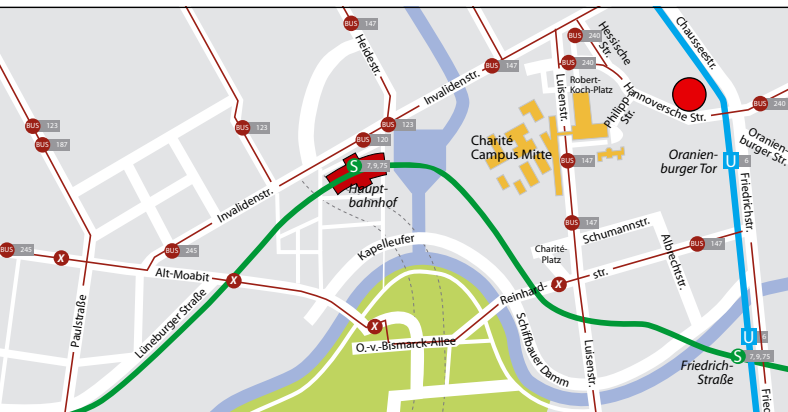 BUS 147
Heidestr.
Invalidenstr.
BUS 147
BUS 240
Hessische
Str.
BUS 240
Robert-
Koch-Platz
Luisenstr.
Philipp-
Str.
Hannoversche Str.
Chausseestr.
BUS 240
Oranien-
burger Str.
BUS 123
BUS 187
BUS 123
BUS 123
BUS 120
Charité
Campus Mitte
BUS 147
Oranien-
burger Tor
U 6
Friedrichstr.
S 7,9,75
Haupt-
bahnhof
Invalidenstr.
BUS 147
Schumannstr.
BUS 245
X
BUS 245
Kapelleufer
Charité-
Platz
BUS 147
Albrechtstr.
Alt-Moabit
X
Reinhard-
X
str.
Paulstraße
Lüneburger Straße
X
O.-v.-Bismarck-Allee
Schiffbauer Damm
Luisenstr.
U 6
S 7,9,75
Friedrich-
Straße
Fried